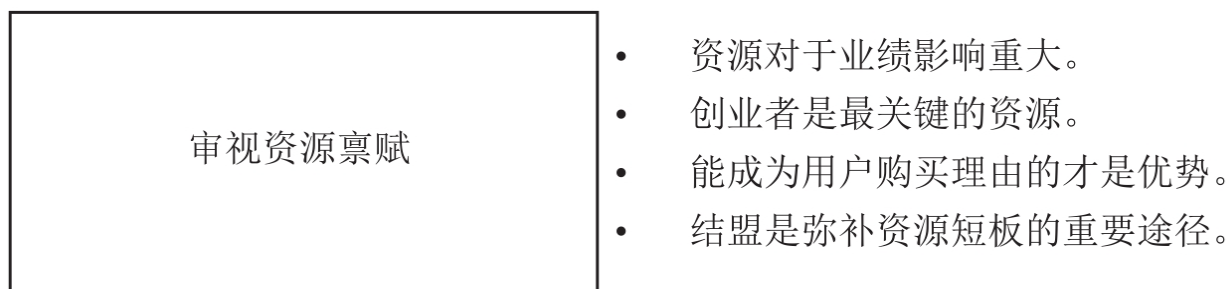 审视资源禀赋
• 资源对于业绩影响重大。
• 创业者是最关键的资源。
• 能成为用户购买理由的才是优势。
• 结盟是弥补资源短板的重要途径。